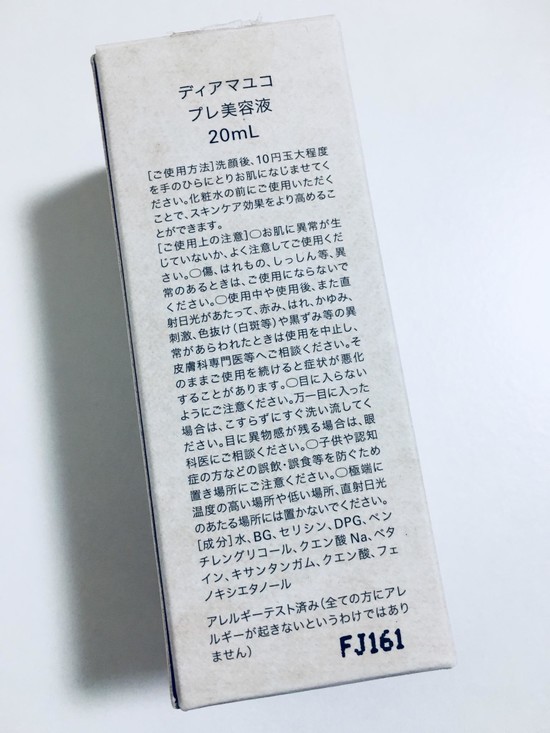 ディアマユコ
プレ美容液
20mL
[ご使用方法]洗顔後、10円玉大程度
を手のひらにとりお肌になじませてく
ださい。化粧水の前にご使用いただく
ことで、スキンケア効果をより高めるこ
とができます。
[ご使用上の注意]○お肌に異常が生
じていないか、よく注意してご使用くだ
さい。○傷、はれもの、しっしん等、異
常のあるときは、ご使用にならないで
ください。○使用中や使用後、また直
射日光があたって、赤み、はれ、かゆみ、
刺激、色抜け(白斑等)や黒ずみ等の異
常があらわれたときは使用を中止し、
皮膚科専門医等へご相談ください。そ
のままご使用を続けると症状が悪化
することがあります。○目に入らない
ようにご注意ください。万一目に入った
場合は、こすらずにすぐ洗い流してく
ださい。目に異物感が残る場合は、眼
科医にご相談ください。○子供や認知
症の方などの誤飲・誤食等を防ぐため
置き場所にご注意ください。○極端に
温度の高い場所や低い場所、直射日光
のあたる場所には置かないでください。
[成分]水、BG、セリシン、DPG、ペン
チレングリコール、クエン酸Na、ベタ
イン、キサンタンガム、クエン酸、フェ
ノキシエタノール
アレルギーテスト済み(全ての方にアレ
ルギーが起きないというわけではあり
ません)
FJ161